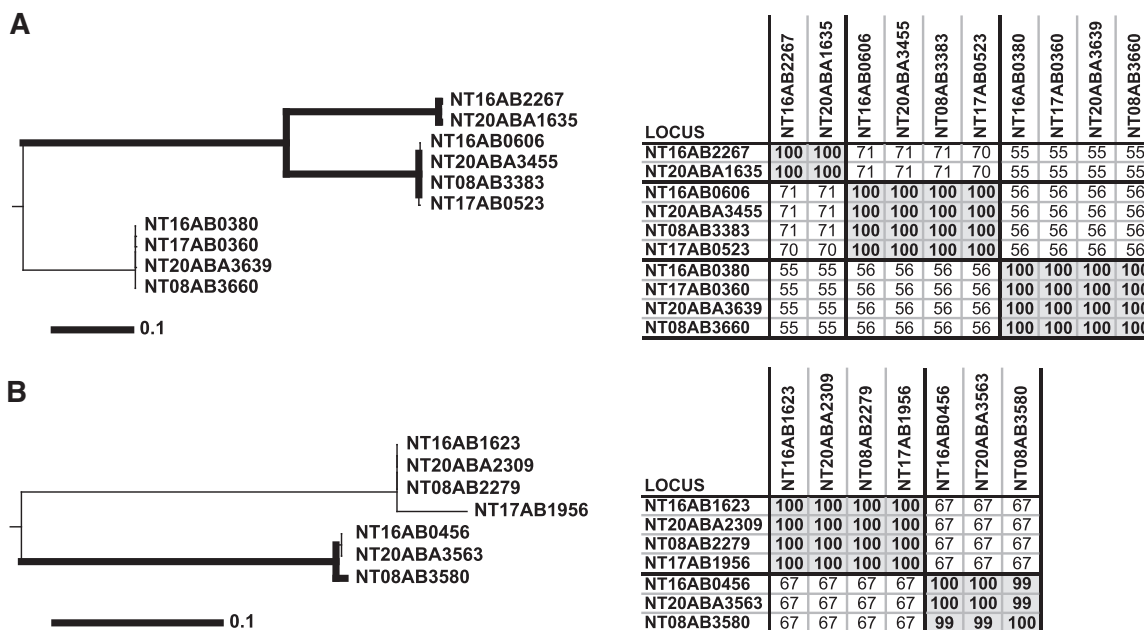 A
NT16AB2267
NT20ABA1635
NT16AB0606
NT20ABA3455
NT08AB3383
NT17AB0523
NT16AB0380
NT17AB0360
NT20ABA3639
NT08AB3660
0.1
LOCUS NT16AB2267 NT20ABA1635 NT16AB0606 NT20ABA3455 NT08AB3383 NT17AB0523 NT16AB0380 NT17AB0360 NT20ABA3639 NT08AB3660
NT16AB2267 100 100 71 71 71 70 55 55 55 55
NT20ABA1635 100 100 71 71 71 70 55 55 55 55
NT16AB0606 71 71 100 100 100 100 56 56 56 56
NT20ABA3455 71 71 100 100 100 100 56 56 56 56
NT08AB3383 71 71 100 100 100 100 56 56 56 56
NT17AB0523 70 70 100 100 100 100 56 56 56 56
NT16AB0380 55 55 56 56 56 56 100 100 100 100
NT17AB0360 55 55 56 56 56 56 100 100 100 100
NT20ABA3639 55 55 56 56 56 56 100 100 100 100
NT08AB3660 55 55 56 56 56 56 100 100 100 100
B
NT16AB1623
NT20ABA2309
NT08AB2279
NT17AB1956
NT16AB0456
NT20ABA3563
NT08AB3580
0.1
LOCUS NT16AB1623 NT20ABA2309 NT08AB2279 NT17AB1956 NT16AB0456 NT20ABA3563 NT08AB3580
NT16AB1623 100 100 100 100 67 67 67
NT20ABA2309 100 100 100 100 67 67 67
NT08AB2279 100 100 100 100 67 67 67
NT17AB1956 100 100 100 100 67 67 67
NT16AB0456 67 67 67 67 100 100 99
NT20ABA3563 67 67 67 67 100 100 99
NT08AB3580 67 67 67 67 99 99 100